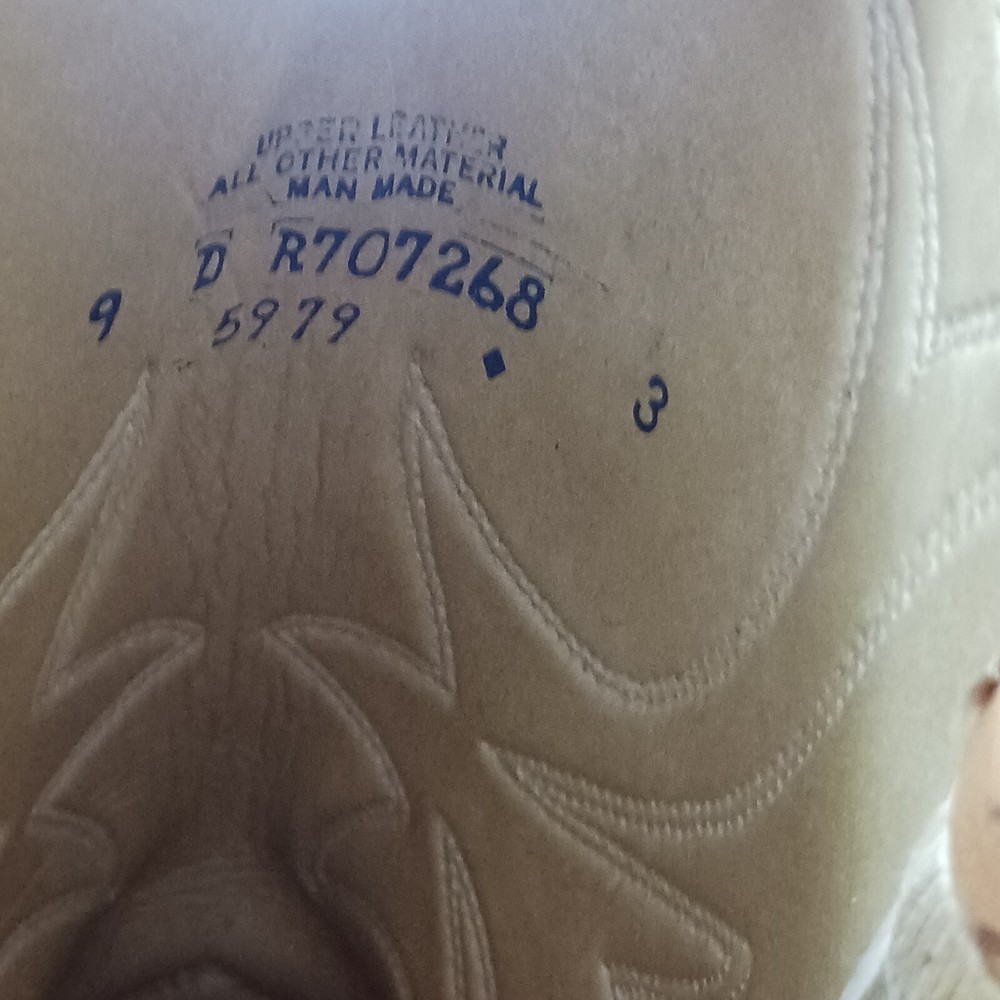 UPPER LEATHER
ALL OTHER MATERIAL
MAN MADE
D R707268
9 5979
3